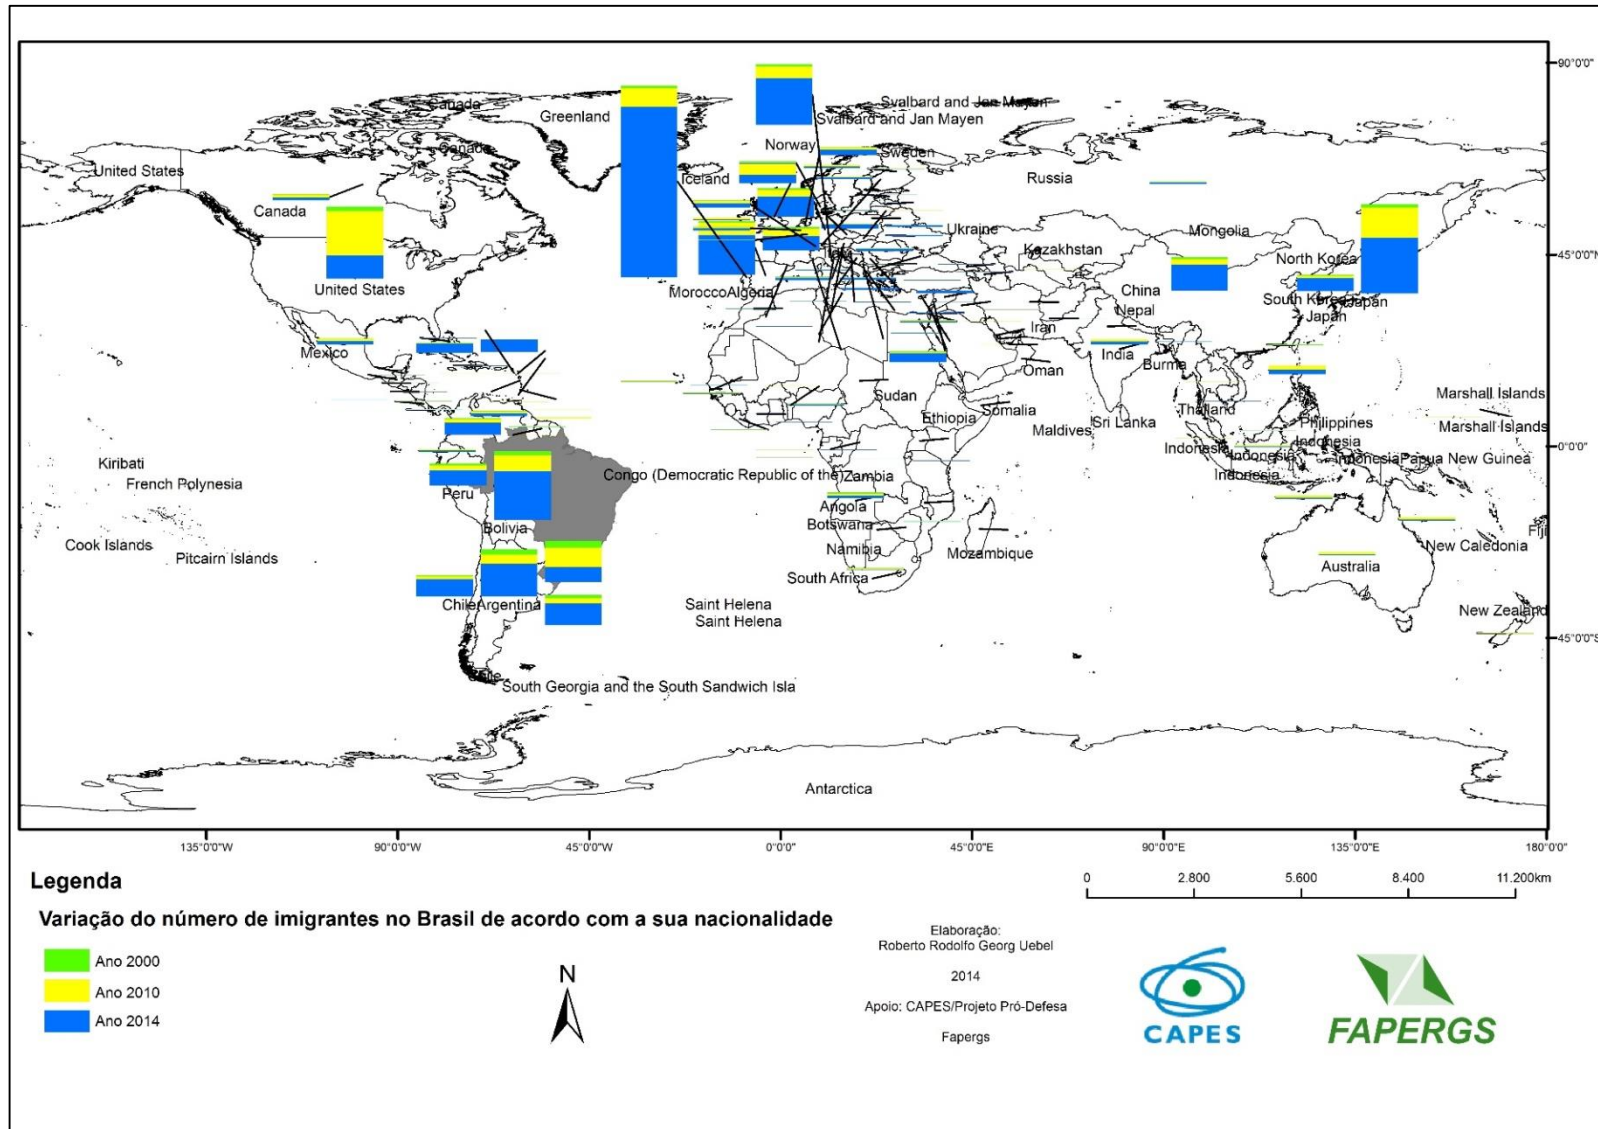 90°0'0"
Canada
Svalbard and Jan Mayen
Greenland
Svalbard and Jan Mayen
Norway
Canada
Sweden
United States
Iceland
Russia
Canada
Ukraine
Mongolia
Kazakhstan
North Korea
45°0'0"N
United States
Morocco
Algeria
China
South Korea
Japan
Nepal
Japan
Iran
Mexico
India
Burma
Oman
Sudan
Marshall Islands
Ethiopia
Somalia
Thailand
Maldives
Sri Lanka
Philippines
Marshall Islands
Indonesia
Indonesia
0°0'0"
Kiribati
Indonesia
Indonesia
Papua New Guinea
French Polynesia
Congo (Democratic Republic of the)
Zambia
Indonesia
Peru
Angola
Bolivia
Botswana
Fiji
Cook Islands
Pitcairn Islands
Namibia
Mozambique
New Caledonia
South Africa
Australia
Chile
Argentina
Saint Helena
Saint Helena
New Zealand
45°0'0"S
Chile
South Georgia and the South Sandwich Isla
Antarctica
135°0'0"W
90°0'0"W
45°0'0"W
0°0'0"
45°0'0"E
90°0'0"E
135°0'0"E
180°0'0"
Legenda
0 2.800 5.600 8.400 11.200km
Variação do número de imigrantes no Brasil de acordo com a sua nacionalidade
Ano 2000
Ano 2010
Ano 2014
N
Elaboração:
Roberto Rodolfo Georg Uebel
2014
Apoio: CAPES/Projeto Pró-Defesa
Fapergs
CAPES
FAPERGS